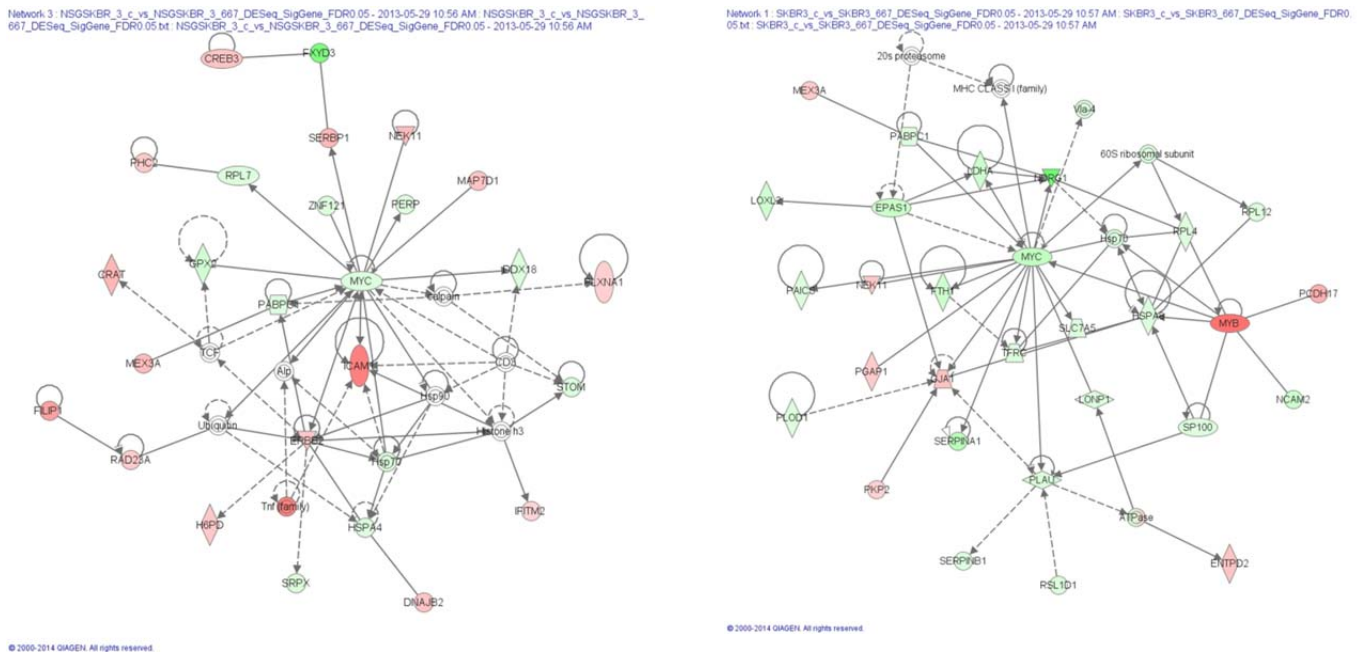 Network 3 : NSGSKBR_3_c_vs_NSGSKBR_3_667_DESeq_SigGene_FDR0.05 - 2013-05-29 10:56 AM : NSGSKBR_3_c_vs_NSGSKBR_3_
667_DESeq_SigGene_FDR0.05.txt : NSGSKBR_3_c_vs_NSGSKBR_3_667_DESeq_SigGene_FDR0.05 - 2013-05-29 10:56 AM
CREB3
FXYD3
SERBP1
NEK11
PHC2
RPL7
MAP7D1
ZNF121
PERP
CRAT
GPX2
DDX18
MYC
PABPC1
Calpain
MEX3A
TCF
Alp
CD3
STOM
FILIP1
Hsp90
Ubiquitin
ERBB2
Histone h3
RAD23A
Hsp70
H6PD
Tnf (family)
HSPA4
IFITM2
SRPX
DNAJB2
© 2000-2014 QIAGEN. All rights reserved.
Network 1 : SKBR3_c_vs_SKBR3_667_DESeq_SigGene_FDR0.05 - 2013-05-29 10:57 AM : SKBR3_c_vs_SKBR3_667_DESeq_SigGene_FDR0.
05.txt : SKBR3_c_vs_SKBR3_667_DESeq_SigGene_FDR0.05 - 2013-05-29 10:57 AM
20s proteasome
MHC CLASS I (family)
MEX3A
Vla-4
PABPC1
60S ribosomal subunit
LDHA
NDRG1
LOXL2
EPAS1
RPL12
RPL4
Hsp70
MYC
PAICS
NEK11
FTH1
PCDH17
SLC7A5
MYB
TFRC
PGAP1
GJA1
LONP1
NCAM2
PLOD1
SP100
SERPINA1
PLAU
PKP2
ATPase
SERPINB1
RSL1D1
ENTPD2
© 2000-2014 QIAGEN. All rights reserved.